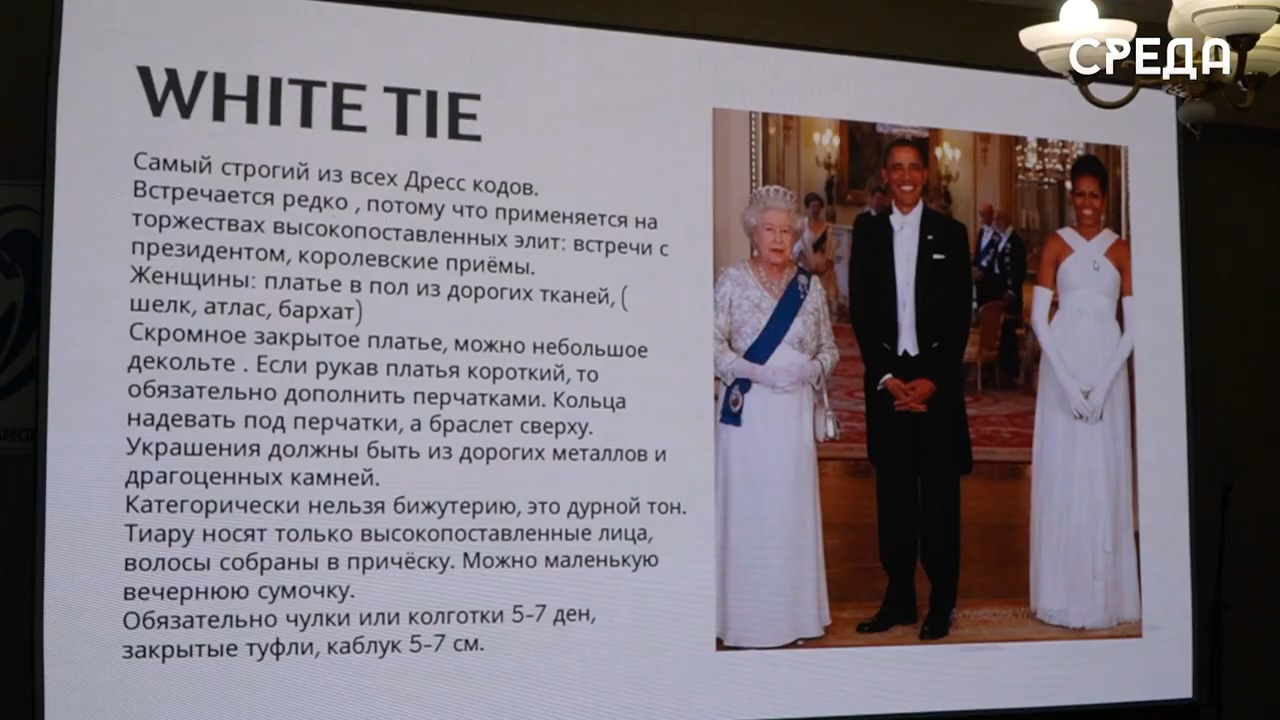 СРЕДА
WHITE TIE
Самый строгий из всех Дресс кодов.
Встречается редко , потому что применяется на
торжествах высокопоставленных элит: встречи с
президентом, королевские приёмы.
Женщины: платье в пол из дорогих тканей, (
шелк, атлас, бархат)
Скромное закрытое платье, можно небольшое
декольте . Если рукав платья короткий, то
обязательно дополнить перчатками. Кольца
надевать под перчатки, а браслет сверху.
Украшения должны быть из дорогих металлов и
драгоценных камней.
Категорически нельзя бижутерию, это дурной тон.
Тиару носят только высокопоставленные лица,
волосы собраны в причёску. Можно маленькую
вечернюю сумочку.
Обязательно чулки или колготки 5-7 ден,
закрытые туфли, каблук 5-7 см.